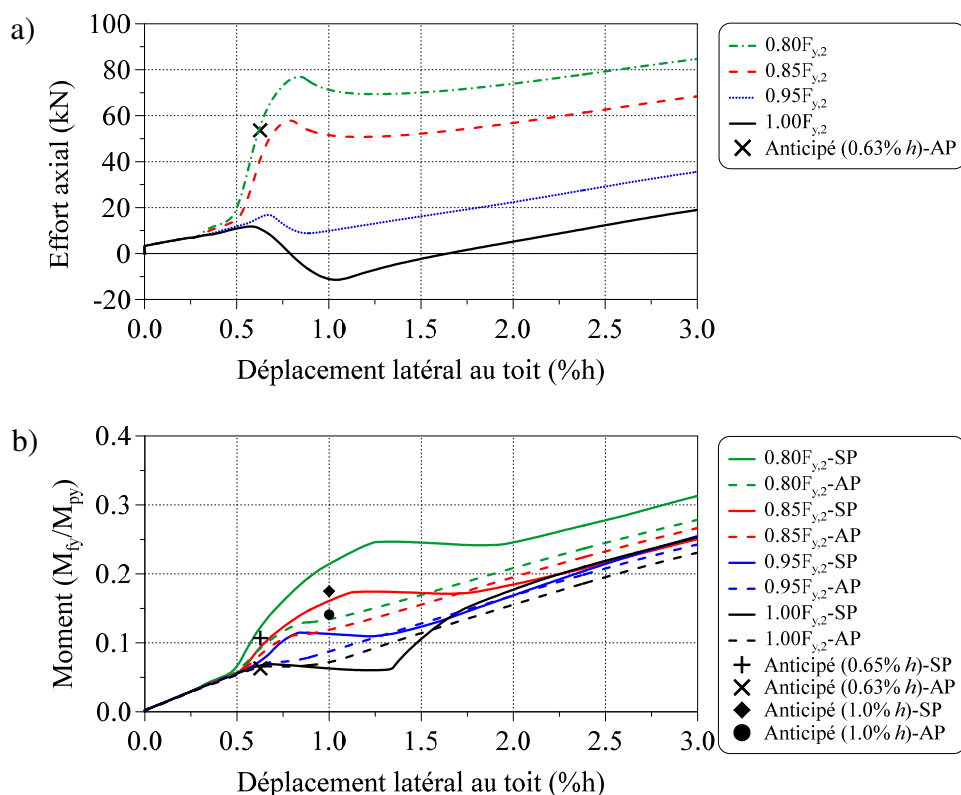 a)
Effort axial (kN)
100
80
60
40
20
0
-20
0.0 0.5 1.0 1.5 2.0 2.5 3.0
Déplacement latéral au toit (%h)
0.80Fy,2
0.85Fy,2
0.95Fy,2
1.00Fy,2
Anticipé (0.63% h)-AP
b)
Moment (Mfy/Mpy)
0.4
0.3
0.2
0.1
0.0
0.0 0.5 1.0 1.5 2.0 2.5 3.0
Déplacement latéral au toit (%h)
0.80Fy,2-SP
0.80Fy,2-AP
0.85Fy,2-SP
0.85Fy,2-AP
0.95Fy,2-SP
0.95Fy,2-AP
1.00Fy,2-SP
1.00Fy,2-AP
Anticipé (0.65% h)-SP
Anticipé (0.63% h)-AP
Anticipé (1.0% h)-SP
Anticipé (1.0% h)-AP